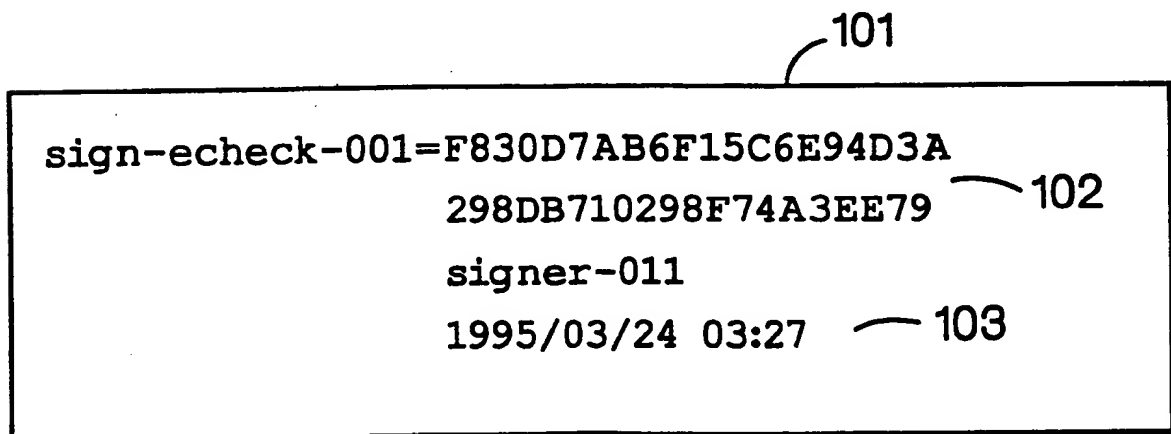 101
sign-echeck-001=F830D7AB6F15C6E94D3A
298DB710298F74A3EE79
102
signer-011
1995/03/24 03:27
103